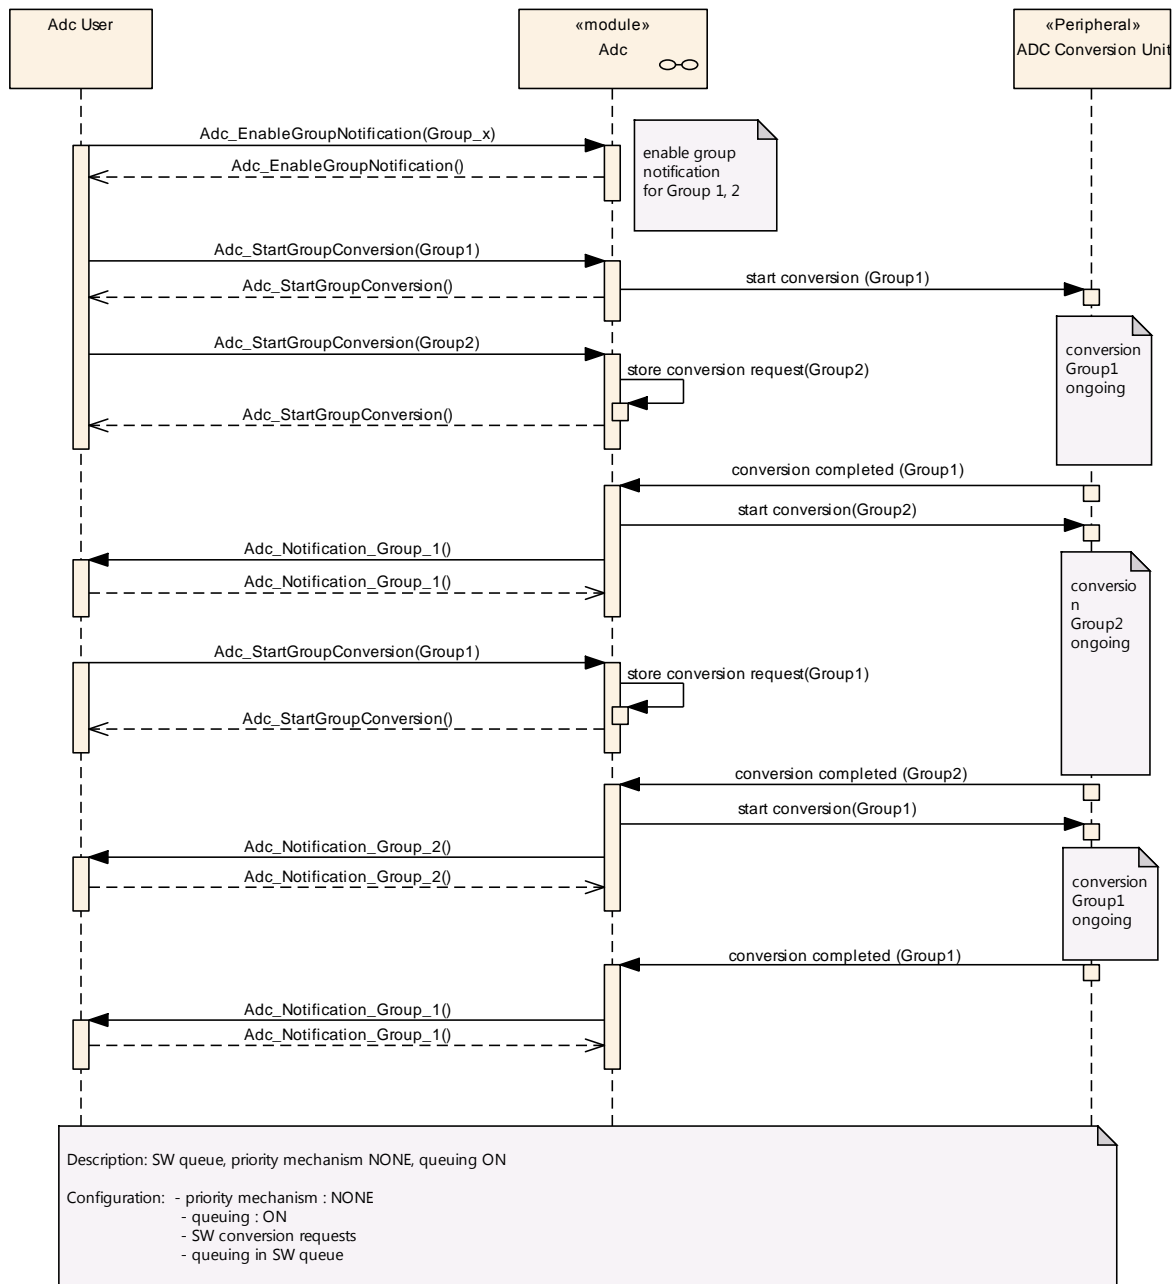 Adc User
«module»
Adc
«Peripheral»
ADC Conversion Unit
Adc_EnableGroupNotification(Group_x)
enable group
notification
for Group 1, 2
Adc_EnableGroupNotification()
Adc_StartGroupConversion(Group1)
start conversion (Group1)
Adc_StartGroupConversion()
conversion
Group1
ongoing
Adc_StartGroupConversion(Group2)
store conversion request(Group2)
Adc_StartGroupConversion()
conversion completed (Group1)
start conversion(Group2)
Adc_Notification_Group_1()
Adc_Notification_Group_1()
conversio
n
Group2
ongoing
Adc_StartGroupConversion(Group1)
store conversion request(Group1)
Adc_StartGroupConversion()
conversion completed (Group2)
start conversion(Group1)
Adc_Notification_Group_2()
Adc_Notification_Group_2()
conversion
Group1
ongoing
conversion completed (Group1)
Adc_Notification_Group_1()
Adc_Notification_Group_1()
Description: SW queue, priority mechanism NONE, queuing ON
Configuration: - priority mechanism : NONE
- queuing : ON
- SW conversion requests
- queuing in SW queue